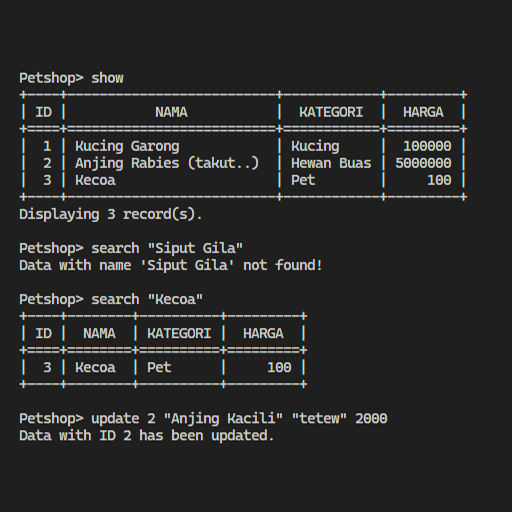 Petshop> show
+----+--------------------------+------------+---------+
| ID |           NAMA           |  KATEGORI  |  HARGA  |
+====+==========================+============+=========+
|  1 | Kucing Garong            | Kucing     |  100000 |
|  2 | Anjing Rabies (takut..)  | Hewan Buas | 5000000 |
|  3 | Kecoa                    | Pet        |     100 |
+----+--------------------------+------------+---------+
Displaying 3 record(s).
Petshop> search "Siput Gila"
Data with name 'Siput Gila' not found!
Petshop> search "Kecoa"
+----+--------+----------+---------+
| ID |  NAMA  | KATEGORI |  HARGA  |
+====+========+==========+=========+
|  3 | Kecoa  | Pet      |     100 |
+----+--------+----------+---------+
Petshop> update 2 "Anjing Kacili" "tetew" 2000
Data with ID 2 has been updated.